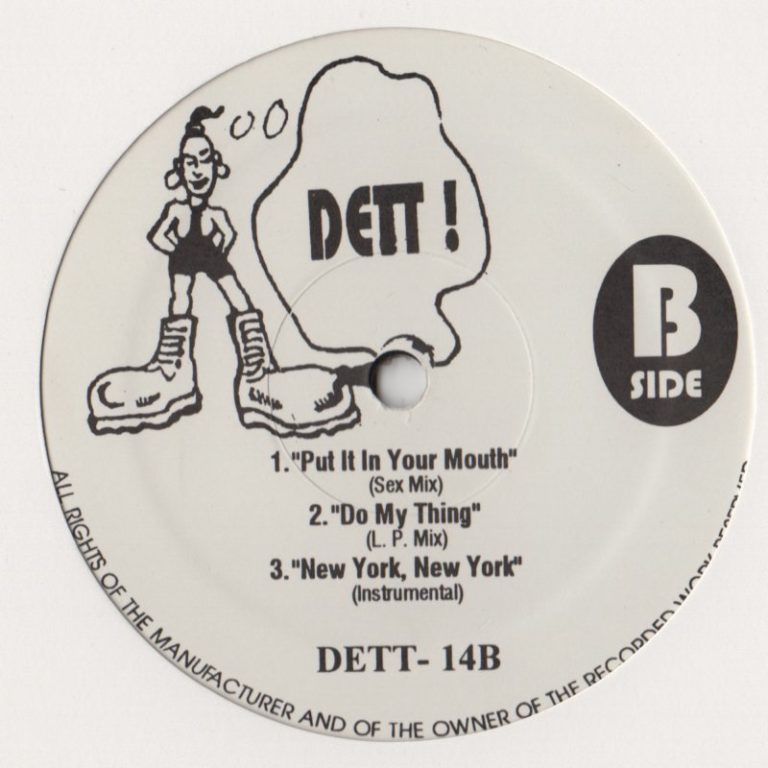 DETT !
B
SIDE
1. "Put It In Your Mouth"
(Sex Mix)
2. "Do My Thing"
(L. P. Mix)
3. "New York, New York"
(Instrumental)
DETT- 14B
ALL RIGHTS OF THE MANUFACTURER AND OF THE OWNER OF THE RECORDED WORK RESERVED